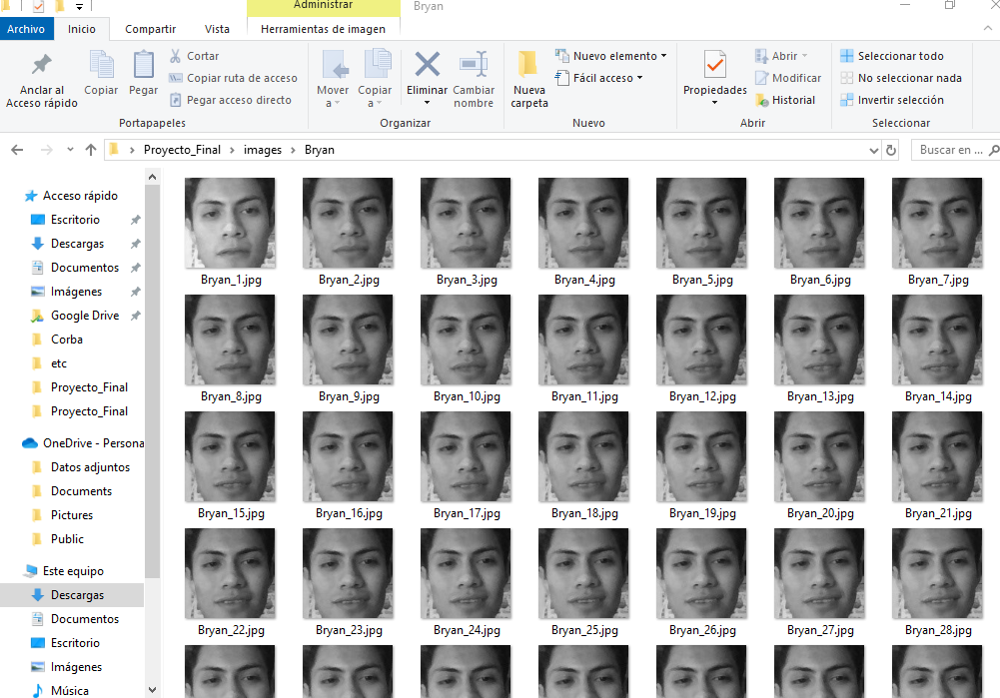 Administrar
Bryan
Archivo Inicio Compartir Vista Herramientas de imagen
Anclar al
Acceso rápido
Copiar
Pegar
Cortar
Copiar ruta de acceso
Pegar acceso directo
Portapapeles
Mover
a
Copiar
a
Eliminar
Cambiar
nombre
Organizar
Nueva
carpeta
Nuevo elemento
Fácil acceso
Nuevo
Propiedades
Abrir
Modificar
Historial
Abrir
Seleccionar todo
No seleccionar nada
Invertir selección
Seleccionar
Proyecto_Final > images > Bryan
Buscar en ...
Acceso rápido
Escritorio
Descargas
Documentos
Imágenes
Google Drive
Corba
etc
Proyecto_Final
Proyecto_Final
OneDrive - Persona
Datos adjuntos
Documents
Pictures
Public
Este equipo
Descargas
Documentos
Escritorio
Imágenes
Música
Bryan_1.jpg Bryan_2.jpg Bryan_3.jpg Bryan_4.jpg Bryan_5.jpg Bryan_6.jpg Bryan_7.jpg
Bryan_8.jpg Bryan_9.jpg Bryan_10.jpg Bryan_11.jpg Bryan_12.jpg Bryan_13.jpg Bryan_14.jpg
Bryan_15.jpg Bryan_16.jpg Bryan_17.jpg Bryan_18.jpg Bryan_19.jpg Bryan_20.jpg Bryan_21.jpg
Bryan_22.jpg Bryan_23.jpg Bryan_24.jpg Bryan_25.jpg Bryan_26.jpg Bryan_27.jpg Bryan_28.jpg